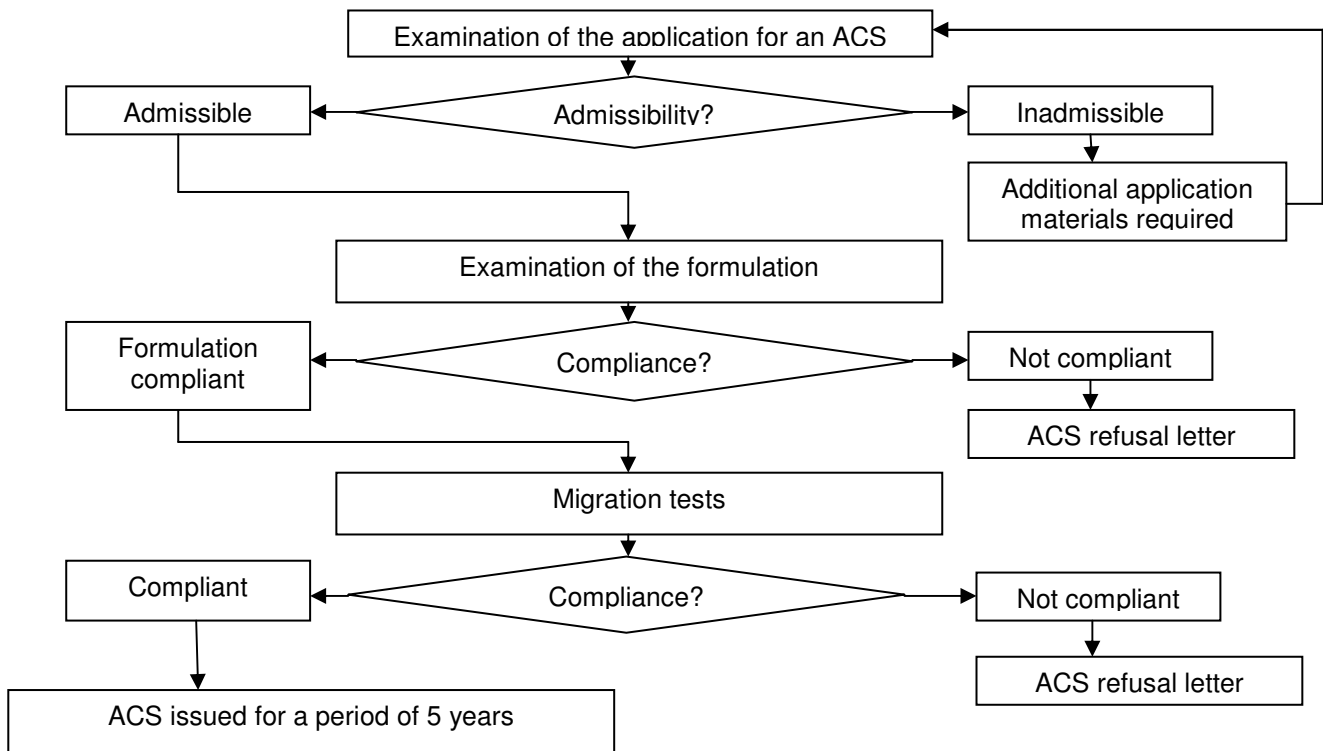 Examination of the application for an ACS
Admissible
Admissibility?
Inadmissible
Additional application
materials required
Examination of the formulation
Formulation
compliant
Compliance?
Not compliant
ACS refusal letter
Migration tests
Compliant
Compliance?
Not compliant
ACS refusal letter
ACS issued for a period of 5 years